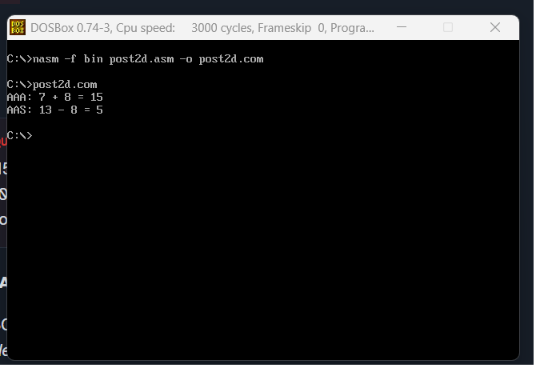 DOSBox 0.74-3, Cpu speed: 3000 cycles, Frameskip 0, Progra...
C:\>nasm -f bin post2d.asm -o post2d.com
C:\>post2d.com
AAA: 7 + 8 = 15
AAS: 13 - 8 = 5
C:\>